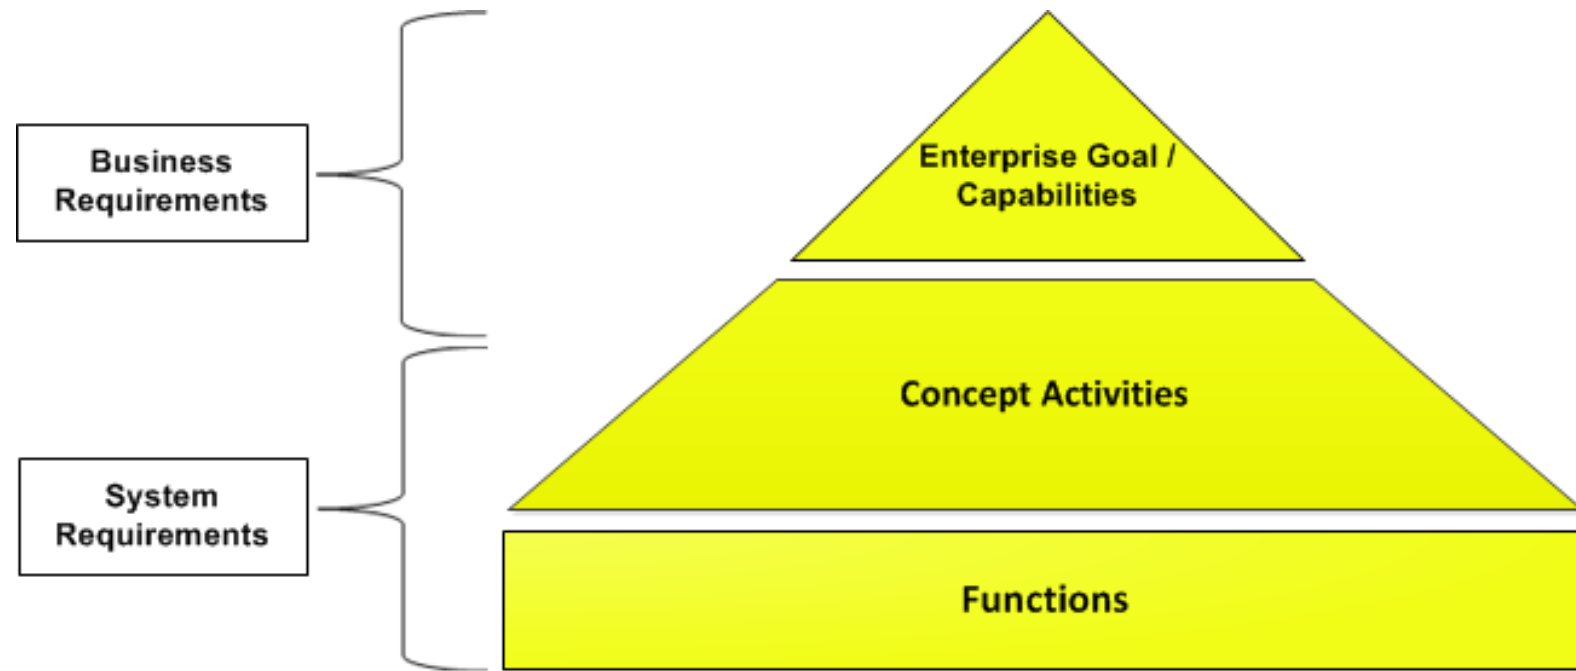 Business
Requirements
Enterprise Goal /
Capabilities
Concept Activities
System
Requirements
Functions